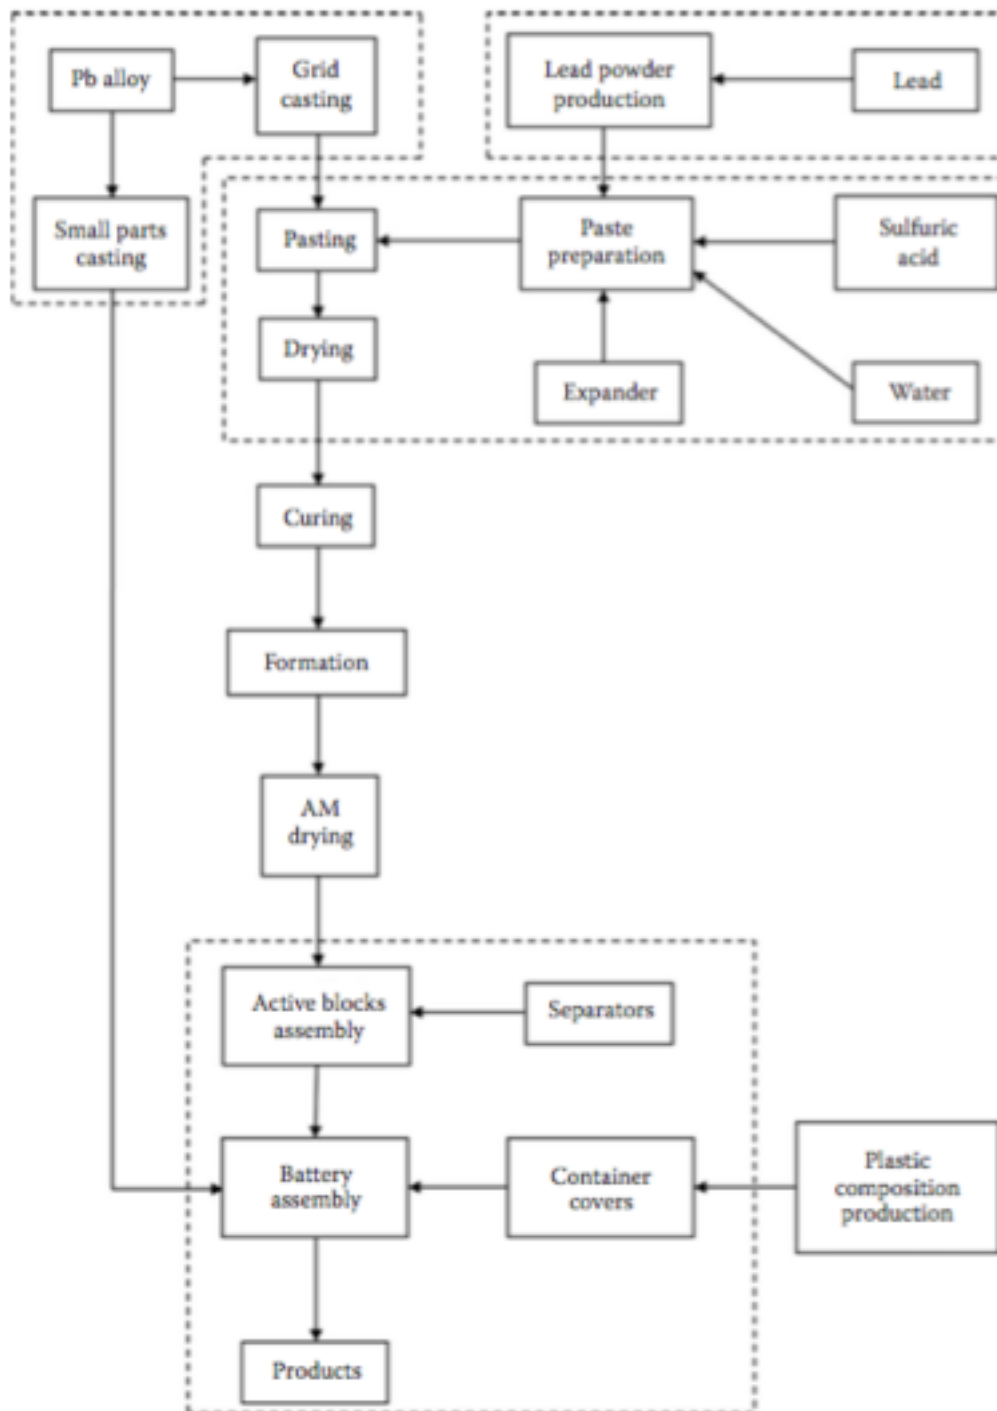 Pb alloy
Grid
casting
Lead powder
production
Lead
Small parts
casting
Pasting
Paste
preparation
Sulfuric
acid
Drying
Expander
Water
Curing
Formation
AM
drying
Active blocks
assembly
Separators
Battery
assembly
Container
covers
Plastic
composition
production
Products